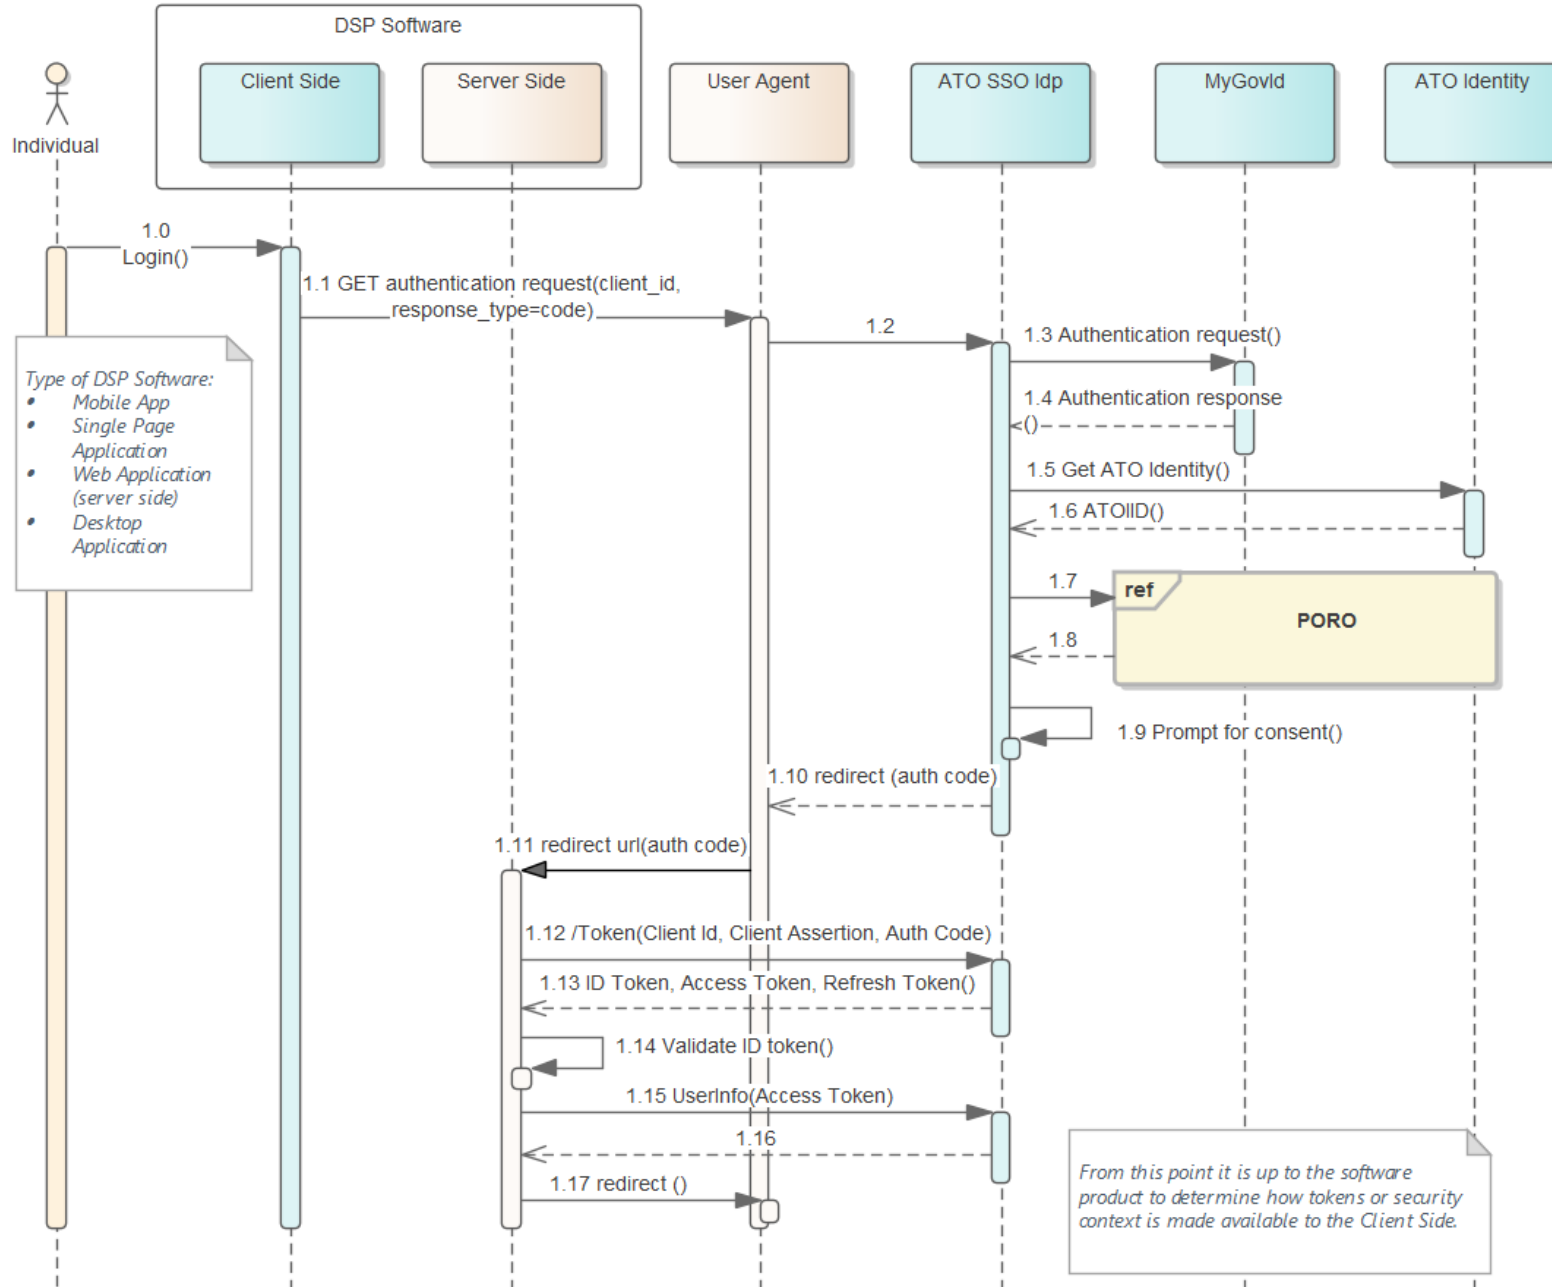 DSP Software
Client Side
Server Side
User Agent
ATO SSO Idp
MyGovId
ATO Identity
Individual
1.0
Login()
1.1 GET authentication request(client_id,
response_type=code)
1.2
1.3 Authentication request()
Type of DSP Software:
• Mobile App
• Single Page
Application
• Web Application
(server side)
• Desktop
Application
1.4 Authentication response
()
1.5 Get ATO Identity()
1.6 ATOIID()
1.7
ref
PORO
1.8
1.9 Prompt for consent()
1.10 redirect (auth code)
1.11 redirect url(auth code)
1.12 /Token(Client Id, Client Assertion, Auth Code)
1.13 ID Token, Access Token, Refresh Token()
1.14 Validate ID token()
1.15 UserInfo(Access Token)
1.16
1.17 redirect ()
From this point it is up to the software
product to determine how tokens or security
context is made available to the Client Side.